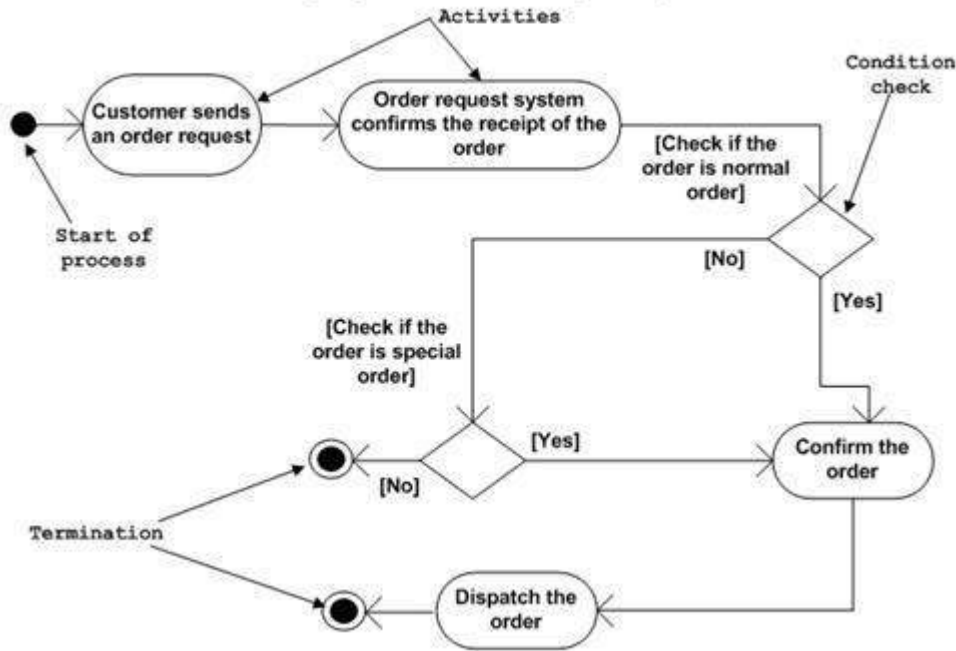 Activities
Condition
check
Customer sends
an order request
Order request system
confirms the receipt of the
order
[Check if the
order is normal
order]
Start of
process
[No]
[Yes]
[Check if the
order is special
order]
[Yes]
[No]
Confirm the
order
Termination
Dispatch the
order